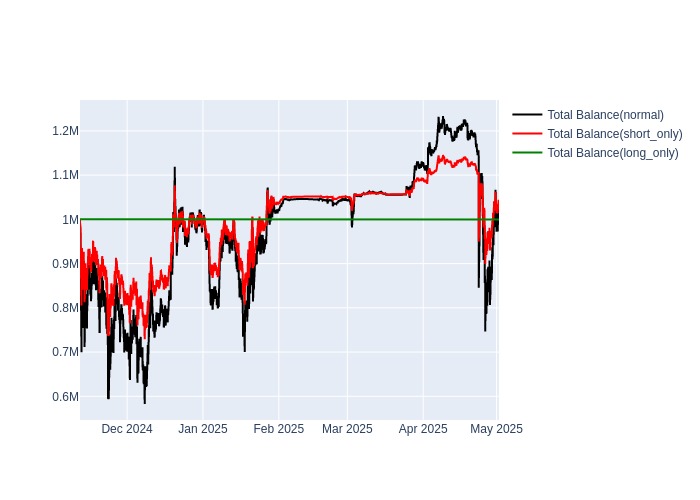 Total Balance(normal)
Total Balance(short_only)
Total Balance(long_only)
1.2M
1.1M
1M
0.9M
0.8M
0.7M
0.6M
Dec 2024 Jan 2025 Feb 2025 Mar 2025 Apr 2025 May 2025